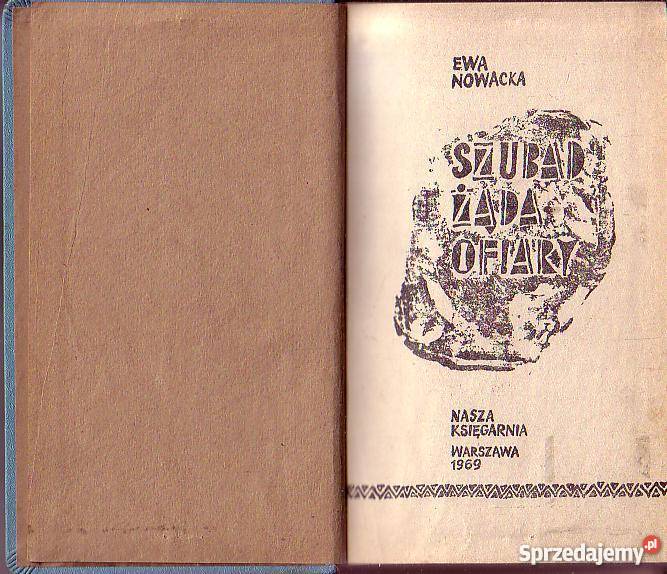 EWA
NOWACKA
SZUBAD
ŻĄDA
OFIARY
NASZA
KSIĘGARNIA
WARSZAWA
1969
Sprzedajemy.pl